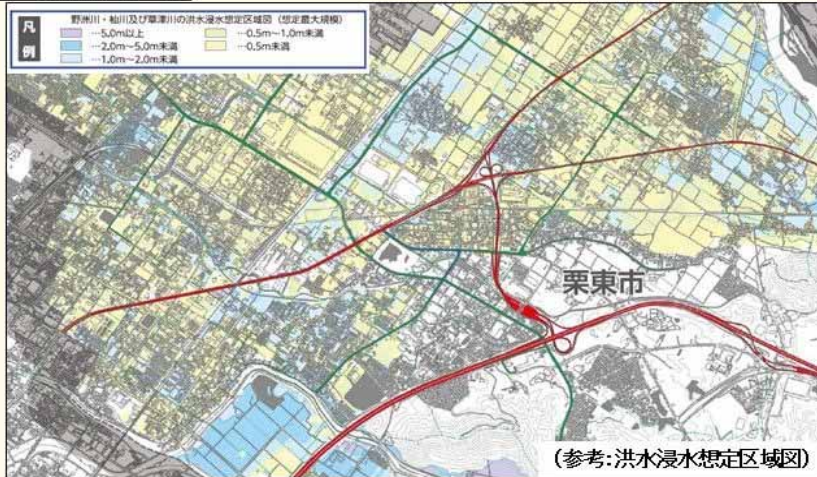 凡例
野洲川・杣川及び草津川の洪水浸水想定区域図(想定最大規模)
…5.0m以上
…2.0m～5.0m未満
…1.0m～2.0m未満
…0.5m～1.0m未満
…0.5m未満
栗東市
(参考:洪水浸水想定区域図)